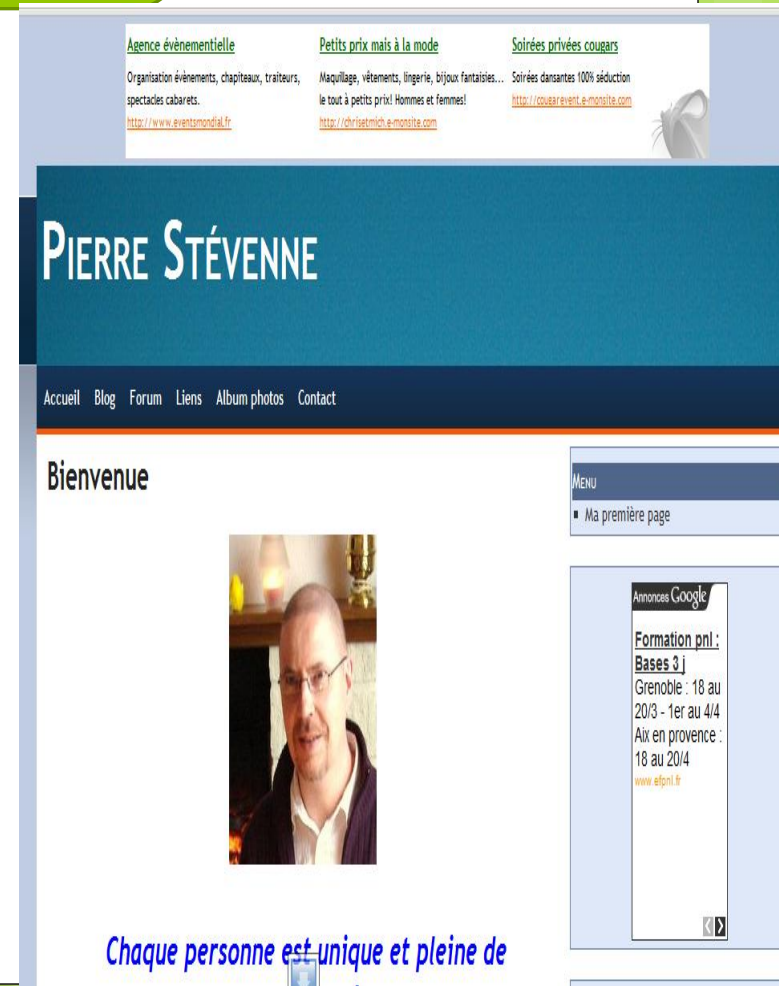 Agence évènementielle
Organisation évènements, chapiteaux, traiteurs,
spectacles cabarets.
http://www.eventsmondial.fr
Petits prix mais à la mode
Maquillage, vêtements, lingerie, bijoux fantaisies...
le tout à petits prix! Hommes et femmes!
http://chrisetmich.e-monsite.com
Soirées privées cougars
Soirées dansantes 100% séduction
http://cougarevent.e-monsite.com
PIERRE STÉVENNE
Accueil Blog Forum Liens Album photos Contact
Bienvenue
MENU
Ma première page
Annonces Google
Formation pnl :
Bases 3 j
Grenoble : 18 au
20/3 - 1er au 4/4
Aix en provence :
18 au 20/4
www.efpnl.fr
Chaque personne est unique et pleine de